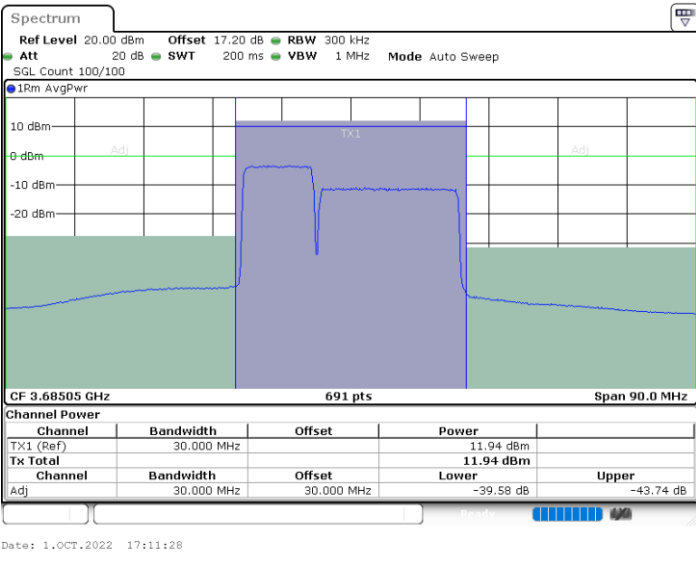 Spectrum
Ref Level 20.00 dBm Offset 17.20 dB RBW 300 kHz
Att 20 dB SWT 200 ms VBW 1 MHz Mode Auto Sweep
SGL Count 100/100
1Rm AvgPwr
10 dBm
TX1
Adj Adj
0 dBm
-10 dBm
-20 dBm
CF 3.68505 GHz 691 pts Span 90.0 MHz
Channel Power
Channel Bandwidth Offset Power
TX1 (Ref) 30.000 MHz 11.94 dBm
Tx Total 11.94 dBm
Channel Bandwidth Offset Lower Upper
Adj 30.000 MHz 30.000 MHz -39.58 dB -43.74 dB
Ready
Date: 1.OCT.2022 17:11:28